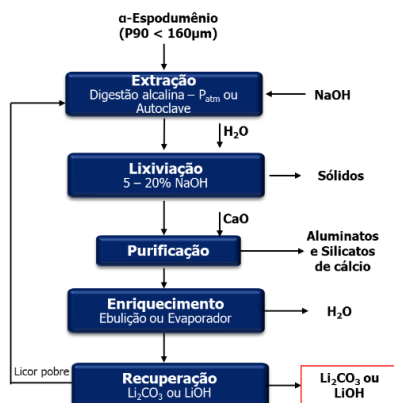 α-Espodumênio
(P90 < 160µm)
Extração
Digestão alcalina – Patm ou
Autoclave
NaOH
H₂O
Lixiviação
5 – 20% NaOH
Sólidos
CaO
Purificação
Aluminatos
e Silicatos
de cálcio
Enriquecimento
Ebulição ou Evaporador
H₂O
Licor pobre
Recuperação
Li₂CO₃ ou LiOH
Li₂CO₃ ou
LiOH